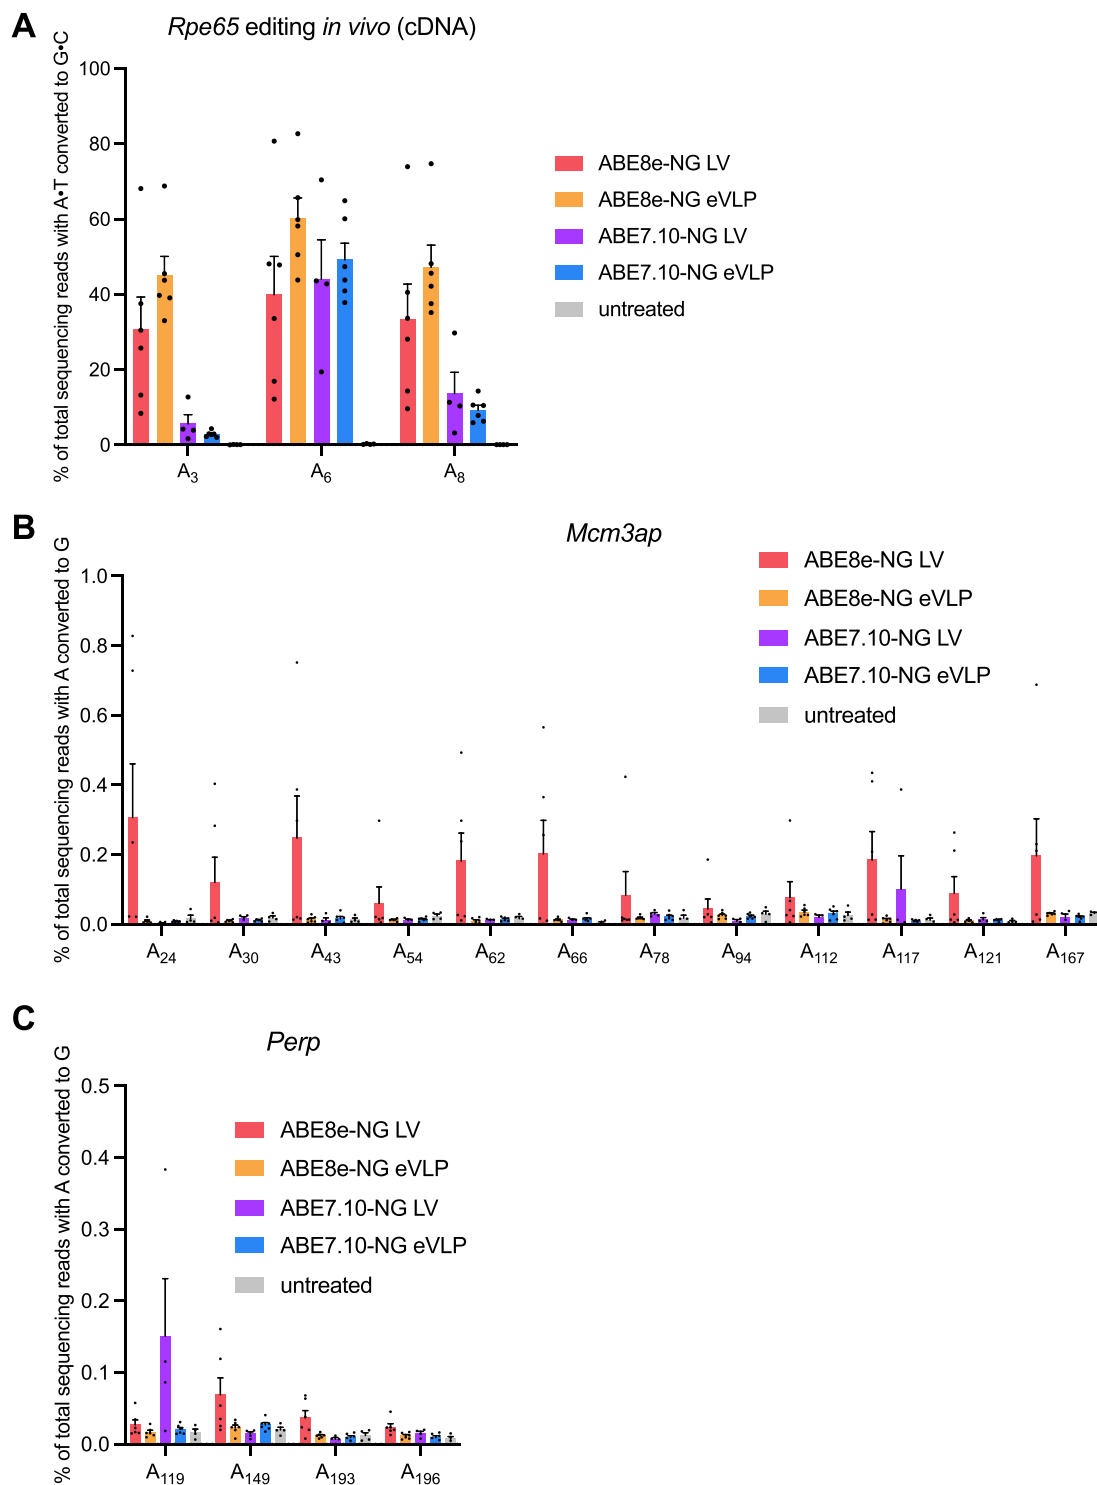 A
Rpe65 editing in vivo (cDNA)
% of total sequencing reads with A•T converted to G•C
100
80
60
40
20
0
A3
A6
A8
ABE8e-NG LV
ABE8e-NG eVLP
ABE7.10-NG LV
ABE7.10-NG eVLP
untreated
B
Mcm3ap
% of total sequencing reads with A converted to G
1.0
0.8
0.6
0.4
0.2
0.0
A24
A30
A43
A54
A62
A66
A78
A94
A112
A117
A121
A167
ABE8e-NG LV
ABE8e-NG eVLP
ABE7.10-NG LV
ABE7.10-NG eVLP
untreated
C
Perp
% of total sequencing reads with A converted to G
0.5
0.4
0.3
0.2
0.1
0.0
A119
A149
A193
A196
ABE8e-NG LV
ABE8e-NG eVLP
ABE7.10-NG LV
ABE7.10-NG eVLP
untreated